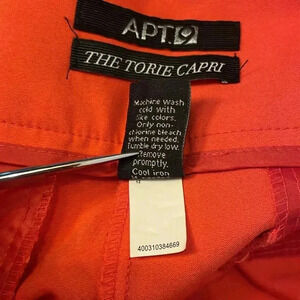 APT.9
THE TORIE CAPRI
Machine wash
cold with
like colors.
Only non-
chlorine bleach
when needed.
Tumble dry low.
Remove
promptly.
Cool iron
400310384669